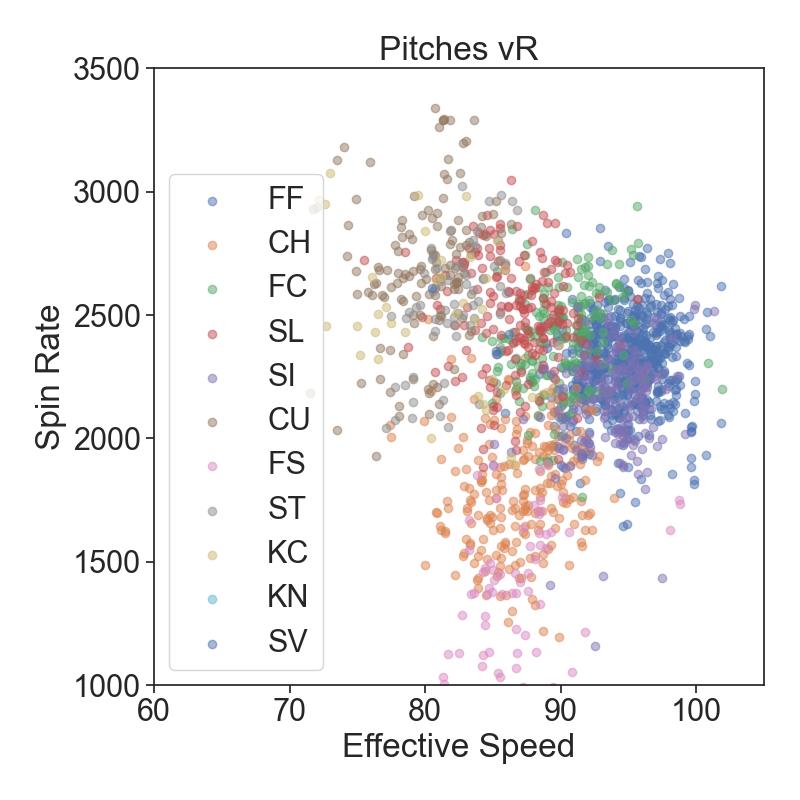 Pitches vR
3500
3000
2500
2000
1500
1000
Spin Rate
FF
CH
FC
SL
SI
CU
FS
ST
KC
KN
SV
60
70
80
90
100
Effective Speed